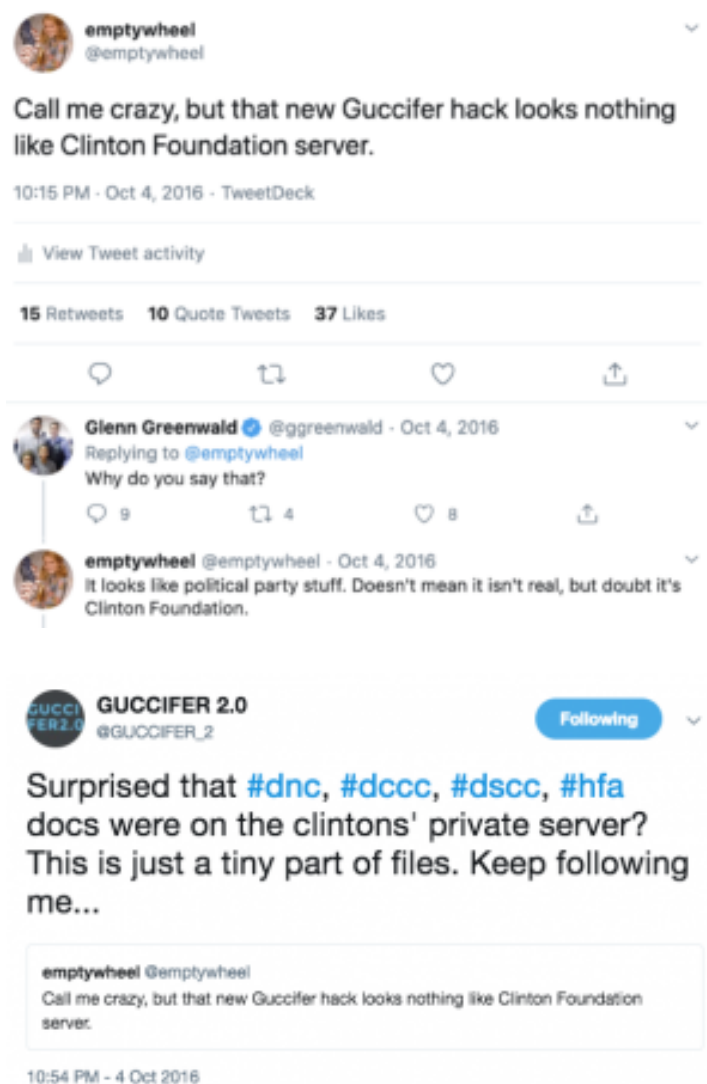 emptywheel
@emptywheel
Call me crazy, but that new Guccifer hack looks nothing
like Clinton Foundation server.
10:15 PM · Oct 4, 2016 · TweetDeck
View Tweet activity
15 Retweets 10 Quote Tweets 37 Likes
Glenn Greenwald @ggreenwald · Oct 4, 2016
Replying to @emptywheel
Why do you say that?
9 4 8
emptywheel @emptywheel · Oct 4, 2016
It looks like political party stuff. Doesn't mean it isn't real, but doubt it's
Clinton Foundation.
GUCCI
FER2.0
GUCCIFER 2.0
@GUCCIFER_2
Following
Surprised that #dnc, #dccc, #dscc, #hfa
docs were on the clintons' private server?
This is just a tiny part of files. Keep following
me...
emptywheel @emptywheel
Call me crazy, but that new Guccifer hack looks nothing like Clinton Foundation
server.
10:54 PM - 4 Oct 2016